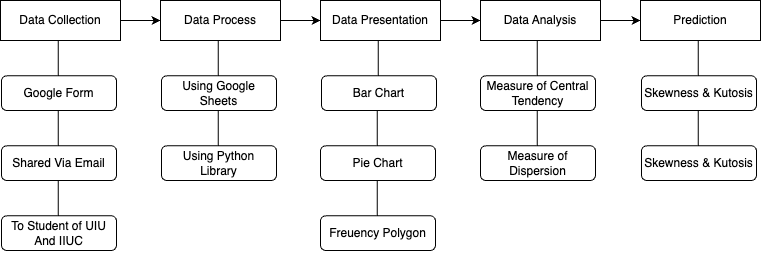 Data Collection
Data Process
Data Presentation
Data Analysis
Prediction
Google Form
Using Google
Sheets
Bar Chart
Measure of Central
Tendency
Skewness & Kutosis
Shared Via Email
Using Python
Library
Pie Chart
Measure of
Dispersion
Skewness & Kutosis
To Student of UIU
And IIUC
Freuency Polygon